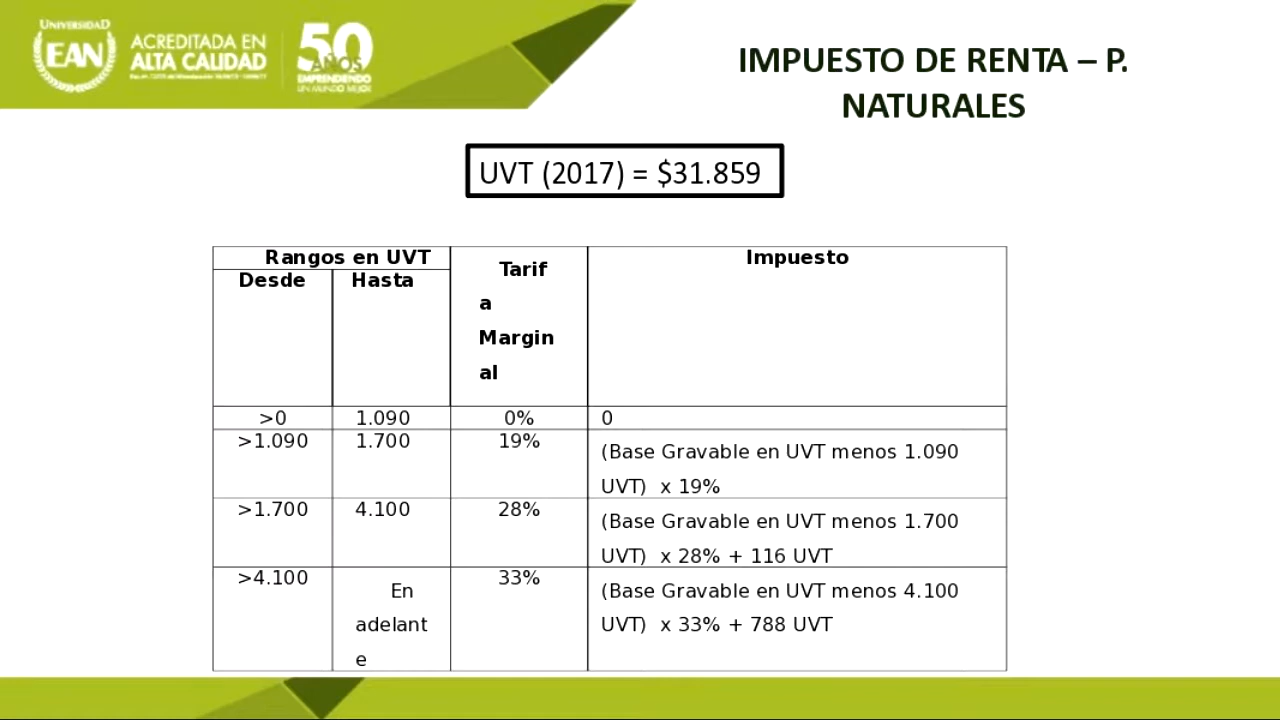 UNIVERSIDAD
EAN
ACREDITADA EN
ALTA CALIDAD
50
AÑOS
EMPRENDIENDO
UN MUNDO MEJOR
IMPUESTO DE RENTA – P.
NATURALES
UVT (2017) = $31.859
Rangos en UVT
Tarif
a
Margin
al
Impuesto
Desde Hasta
>0 1.090 0% 0
>1.090 1.700 19% (Base Gravable en UVT menos 1.090
UVT) x 19%
>1.700 4.100 28% (Base Gravable en UVT menos 1.700
UVT) x 28% + 116 UVT
>4.100 En
adelant
e
33% (Base Gravable en UVT menos 4.100
UVT) x 33% + 788 UVT